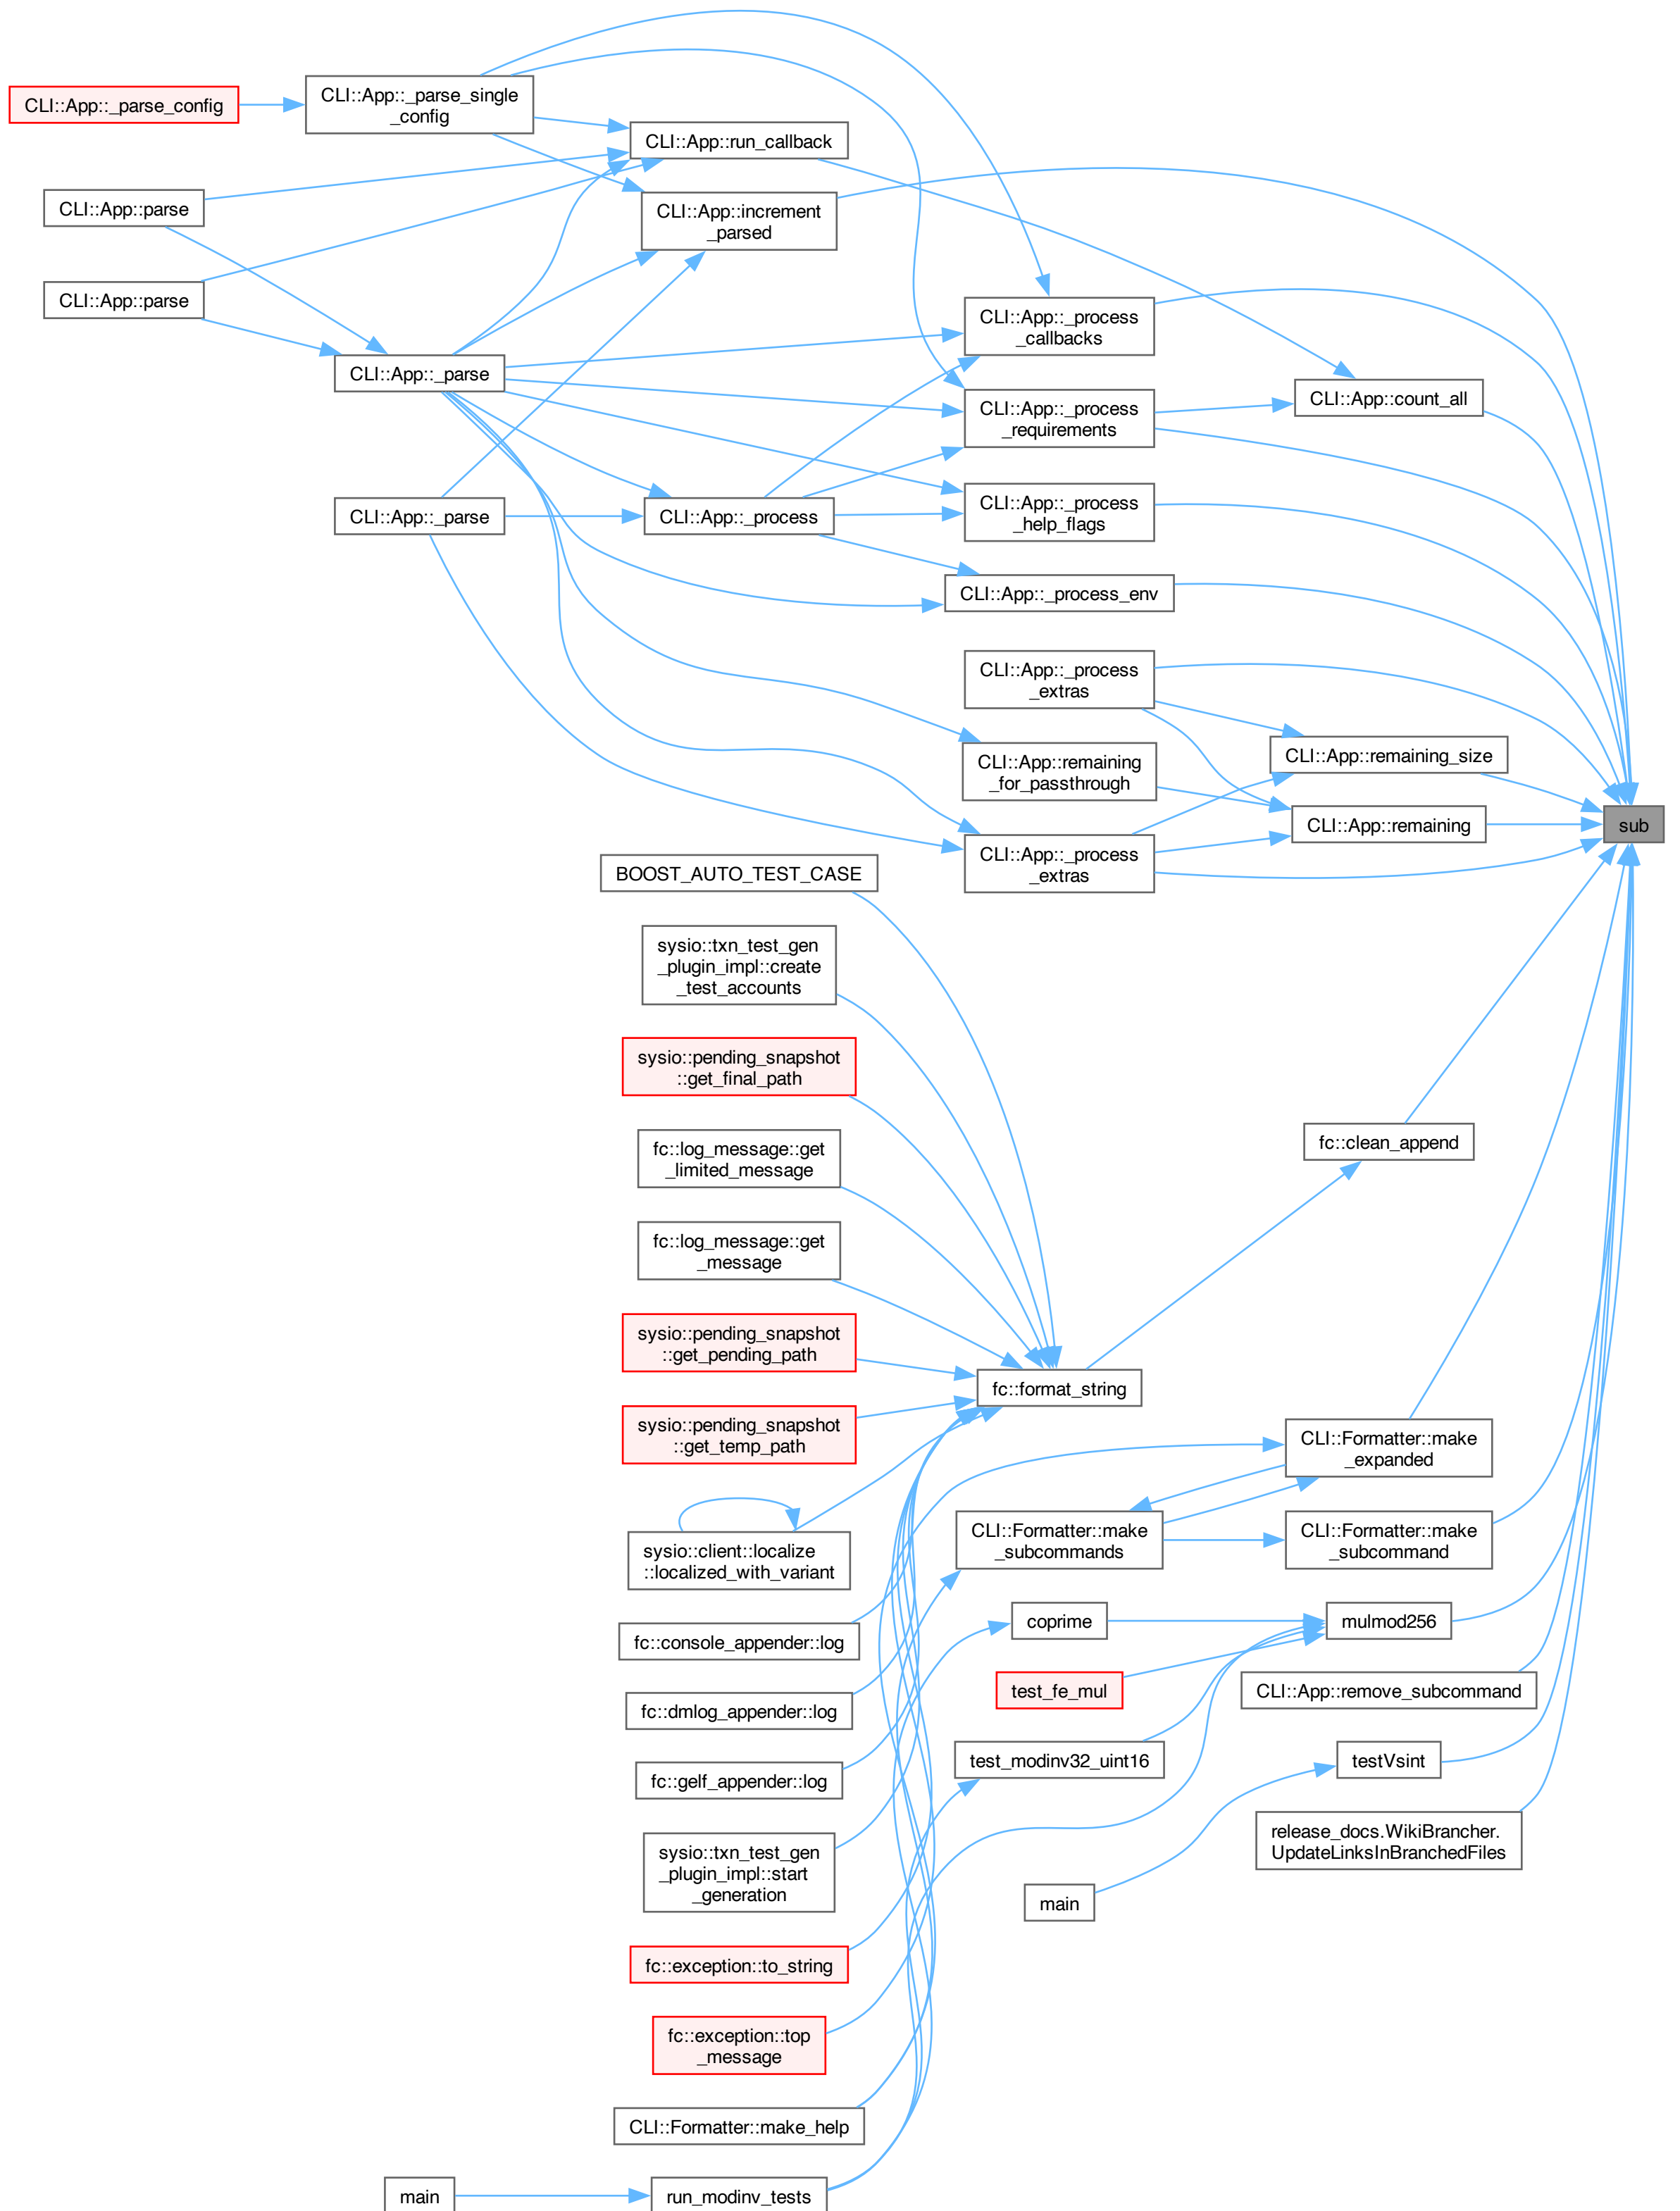 CLI::App::_parse_config
CLI::App::_parse_single
_config
CLI::App::run_callback
CLI::App::parse
CLI::App::increment
_parsed
CLI::App::parse
CLI::App::_process
_callbacks
CLI::App::_parse
CLI::App::_process
_requirements
CLI::App::count_all
CLI::App::_parse
CLI::App::_process
CLI::App::_process
_help_flags
CLI::App::_process_env
CLI::App::_process
_extras
CLI::App::remaining
_for_passthrough
CLI::App::remaining_size
CLI::App::remaining
sub
CLI::App::_process
_extras
BOOST_AUTO_TEST_CASE
sysio::txn_test_gen
_plugin_impl::create
_test_accounts
sysio::pending_snapshot
::get_final_path
fc::log_message::get
_limited_message
fc::clean_append
fc::log_message::get
_message
sysio::pending_snapshot
::get_pending_path
fc::format_string
sysio::pending_snapshot
::get_temp_path
CLI::Formatter::make
_expanded
sysio::client::localize
::localized_with_variant
CLI::Formatter::make
_subcommands
CLI::Formatter::make
_subcommand
fc::console_appender::log
coprime
mulmod256
fc::dmlog_appender::log
test_fe_mul
CLI::App::remove_subcommand
fc::gelf_appender::log
test_modinv32_uint16
testVsint
release_docs.WikiBrancher.
UpdateLinksInBranchedFiles
sysio::txn_test_gen
_plugin_impl::start
_generation
main
fc::exception::to_string
fc::exception::top
_message
CLI::Formatter::make_help
main
run_modinv_tests